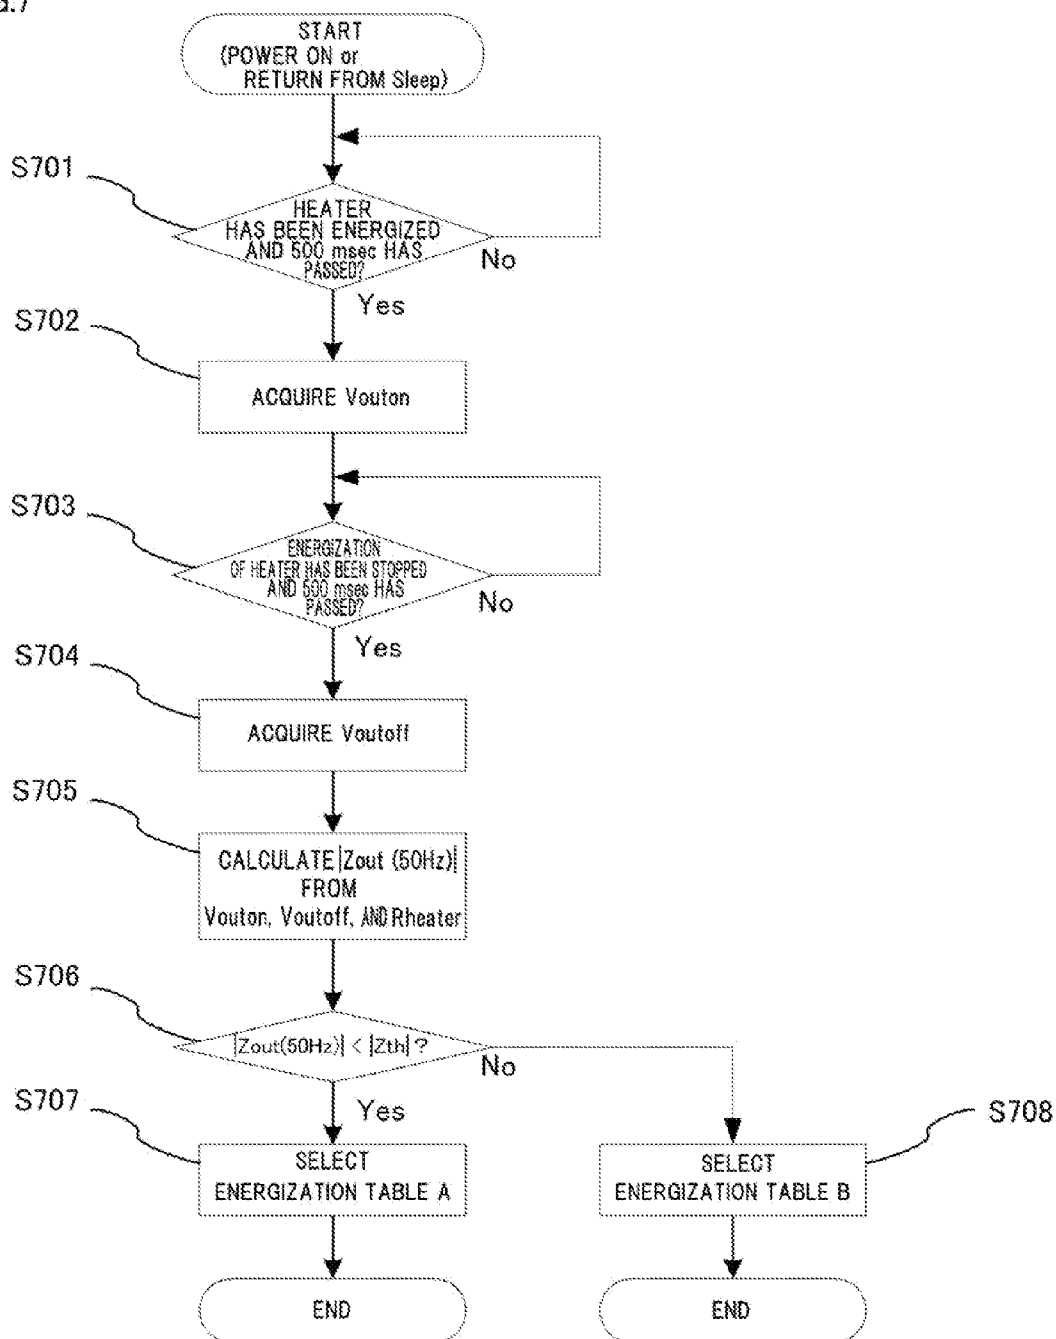 START
(POWER ON or
RETURN FROM Sleep)
S701
HEATER
HAS BEEN ENERGIZED
AND 500 msec HAS
PASSED?
No
Yes
S702
ACQUIRE Vouton
S703
ENERGIZATION
OF HEATER HAS BEEN STOPPED
AND 500 msec HAS
PASSED?
No
Yes
S704
ACQUIRE Voutoff
S705
CALCULATE |Zout (50Hz)|
FROM
Vouton, Voutoff, AND Rheater
S706
|Zout(50Hz)| < |Zth| ?
No
Yes
S707
SELECT
ENERGIZATION TABLE A
S708
SELECT
ENERGIZATION TABLE B
END
END